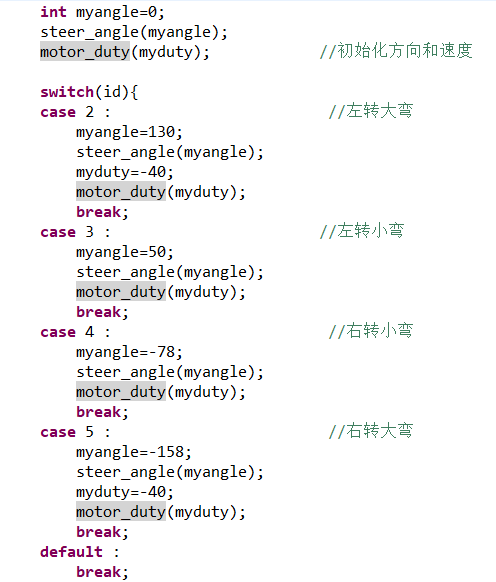 int myangle=0;
steer_angle(myangle);
motor_duty(myduty); //初始化方向和速度
switch(id){
case 2 : //左转大弯
myangle=130;
steer_angle(myangle);
myduty=-40;
motor_duty(myduty);
break;
case 3 : //左转小弯
myangle=50;
steer_angle(myangle);
motor_duty(myduty);
break;
case 4 : //右转小弯
myangle=-78;
steer_angle(myangle);
motor_duty(myduty);
break;
case 5 : //右转大弯
myangle=-158;
steer_angle(myangle);
myduty=-40;
motor_duty(myduty);
break;
default :
break;